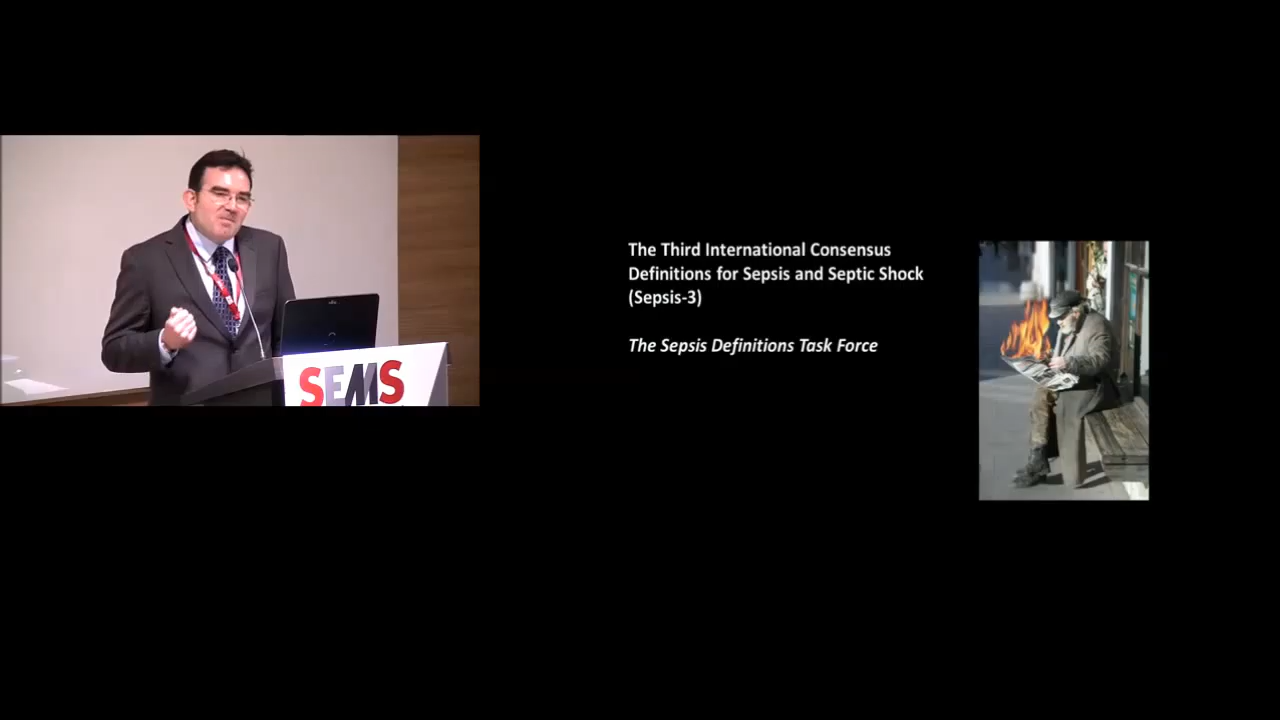 SEMS
The Third International Consensus
Definitions for Sepsis and Septic Shock
(Sepsis-3)
The Sepsis Definitions Task Force